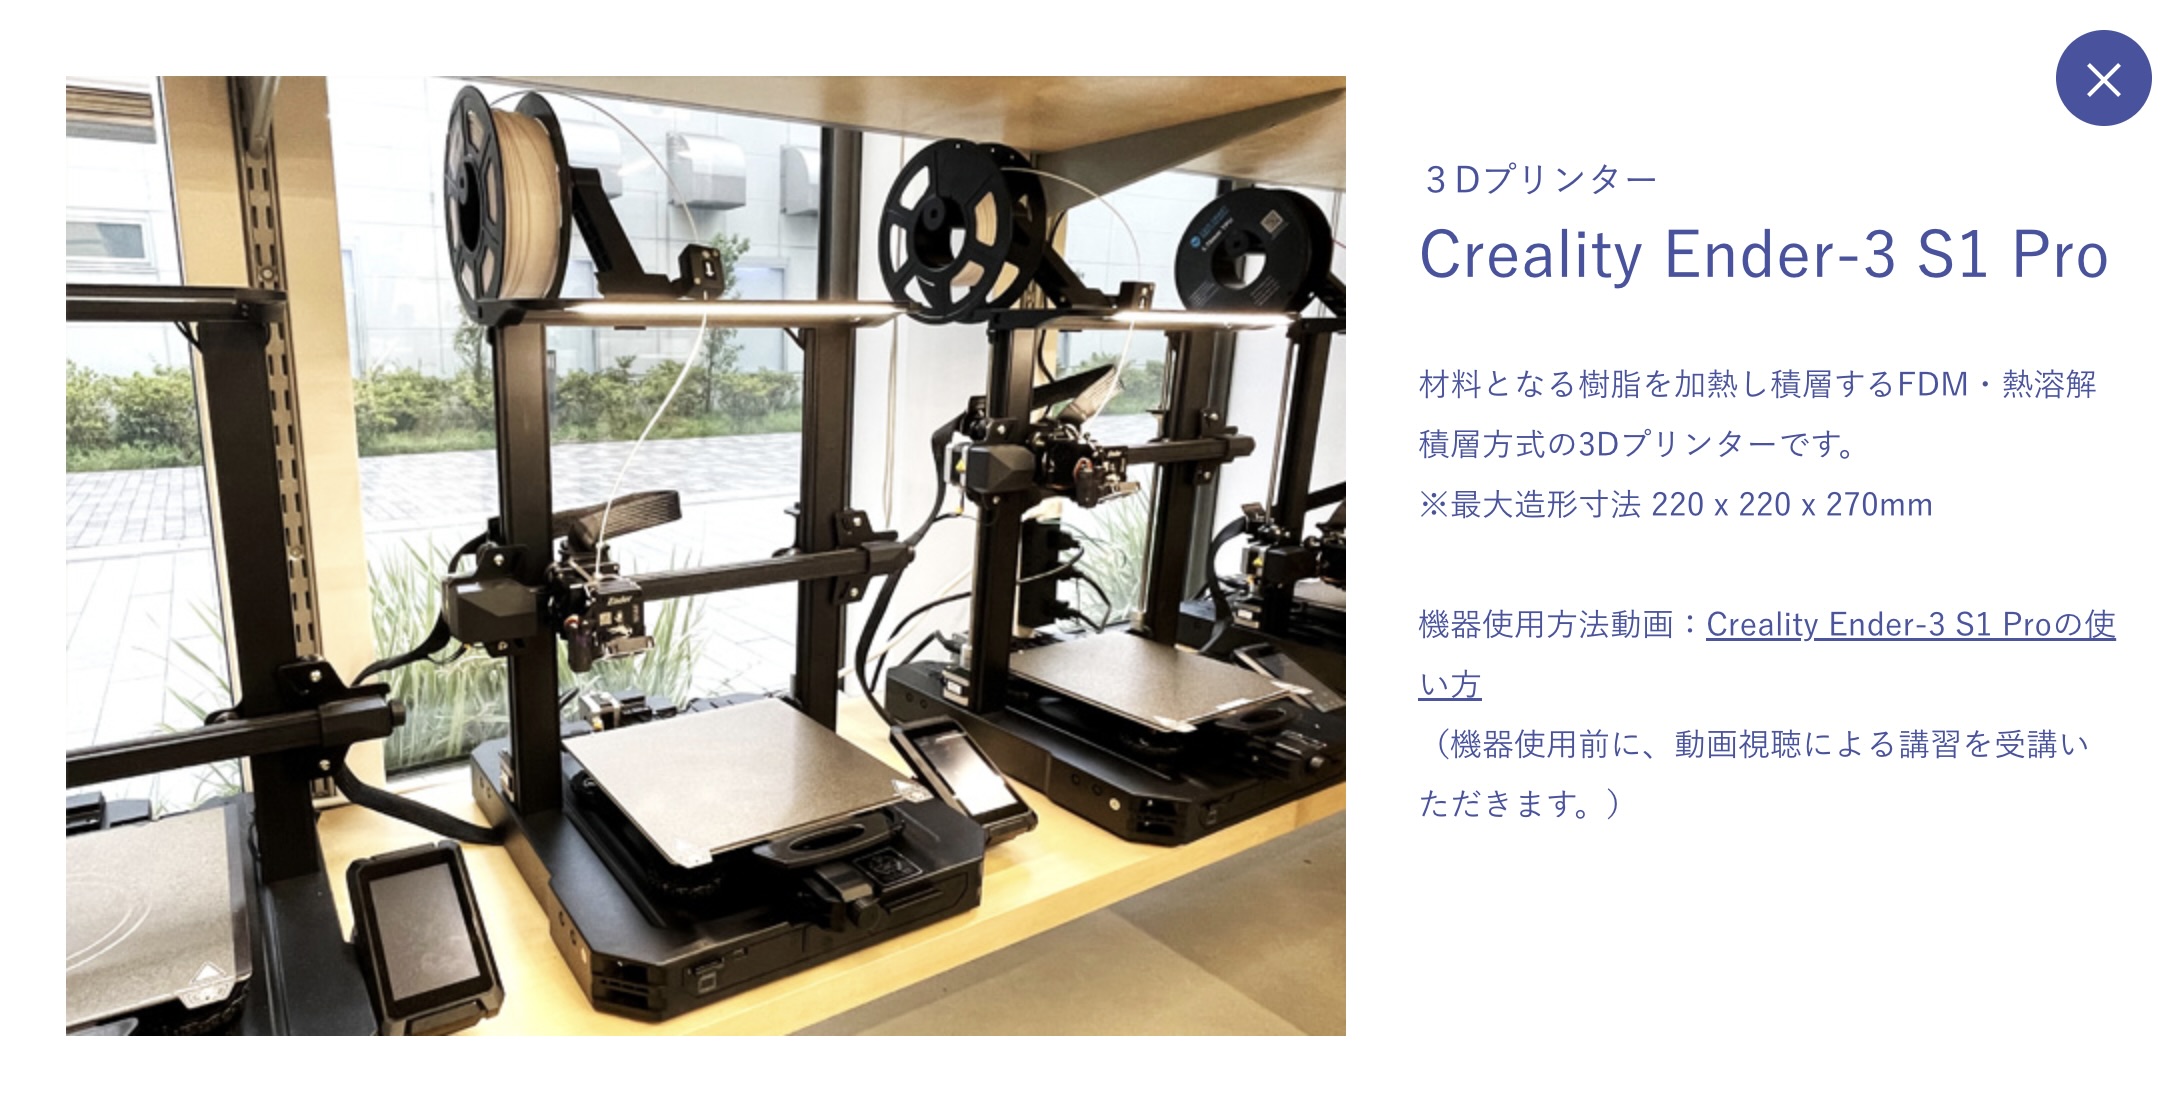 ３Dプリンター
Creality Ender-3 S1 Pro
材料となる樹脂を加熱し積層するFDM・熱溶解
積層方式の3Dプリンターです。
※最大造形寸法 220 x 220 x 270mm
機器使用方法動画：Creality Ender-3 S1 Proの使
い方
（機器使用前に、動画視聴による講習を受講い
ただきます。）
Ender